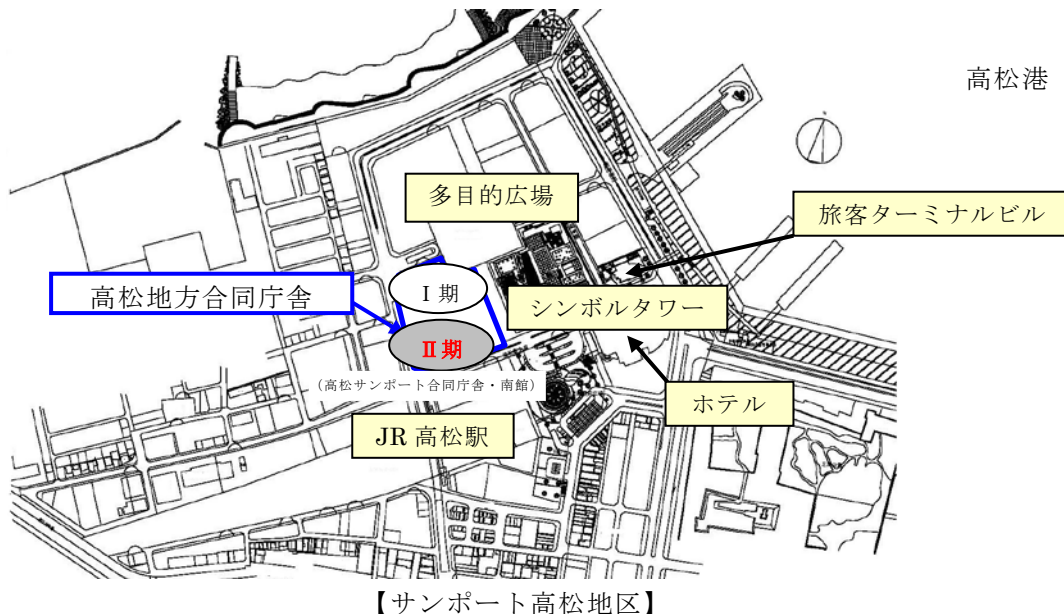 高松港
多目的広場
旅客ターミナルビル
高松地方合同庁舎
Ⅰ期
シンボルタワー
Ⅱ期
（高松サンポート合同庁舎・南館）
ホテル
JR 高松駅
【サンポート高松地区】